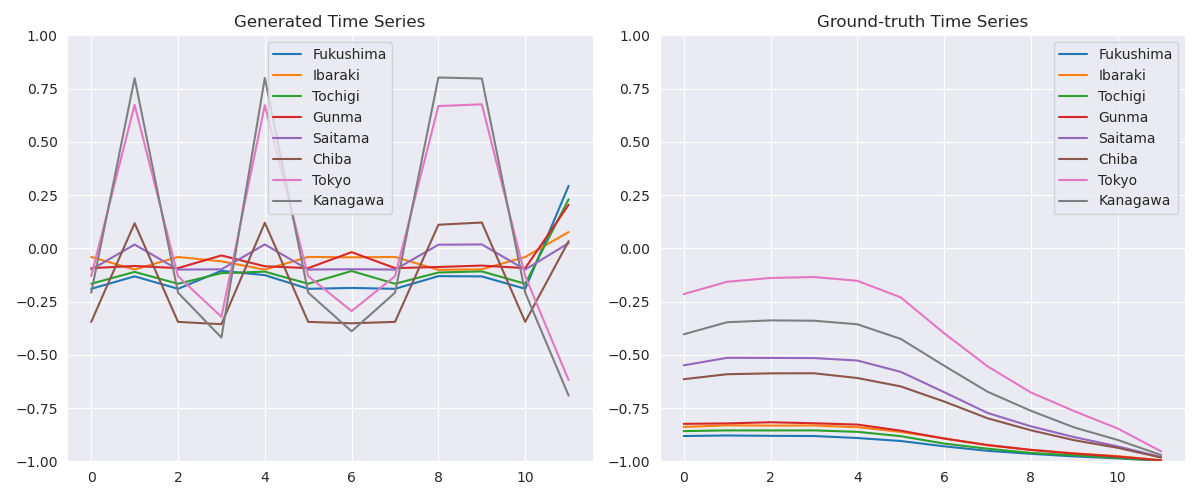 Generated Time Series
1.00
0.75
0.50
0.25
0.00
−0.25
−0.50
−0.75
−1.00
0 2 4 6 8 10
Fukushima
Ibaraki
Tochigi
Gunma
Saitama
Chiba
Tokyo
Kanagawa
Ground-truth Time Series
1.00
0.75
0.50
0.25
0.00
−0.25
−0.50
−0.75
−1.00
0 2 4 6 8 10
Fukushima
Ibaraki
Tochigi
Gunma
Saitama
Chiba
Tokyo
Kanagawa